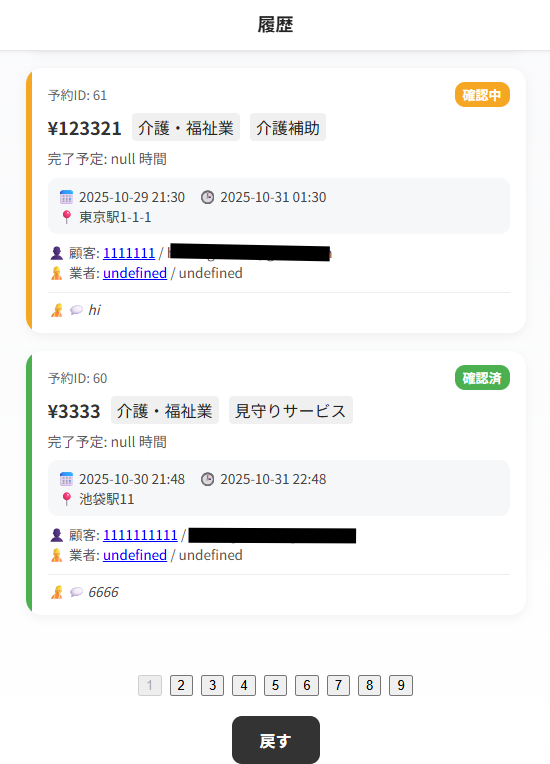 履歴
予約ID: 61
確認中
¥123321 介護・福祉業 介護補助
完了予定: null 時間
2025-10-29 21:30 2025-10-31 01:30
東京駅1-1-1
顧客: 1111111 /
業者: undefined / undefined
hi
予約ID: 60
確認済
¥3333 介護・福祉業 見守りサービス
完了予定: null 時間
2025-10-30 21:48 2025-10-31 22:48
池袋駅11
顧客: 1111111111 /
業者: undefined / undefined
6666
1 2 3 4 5 6 7 8 9
戻す